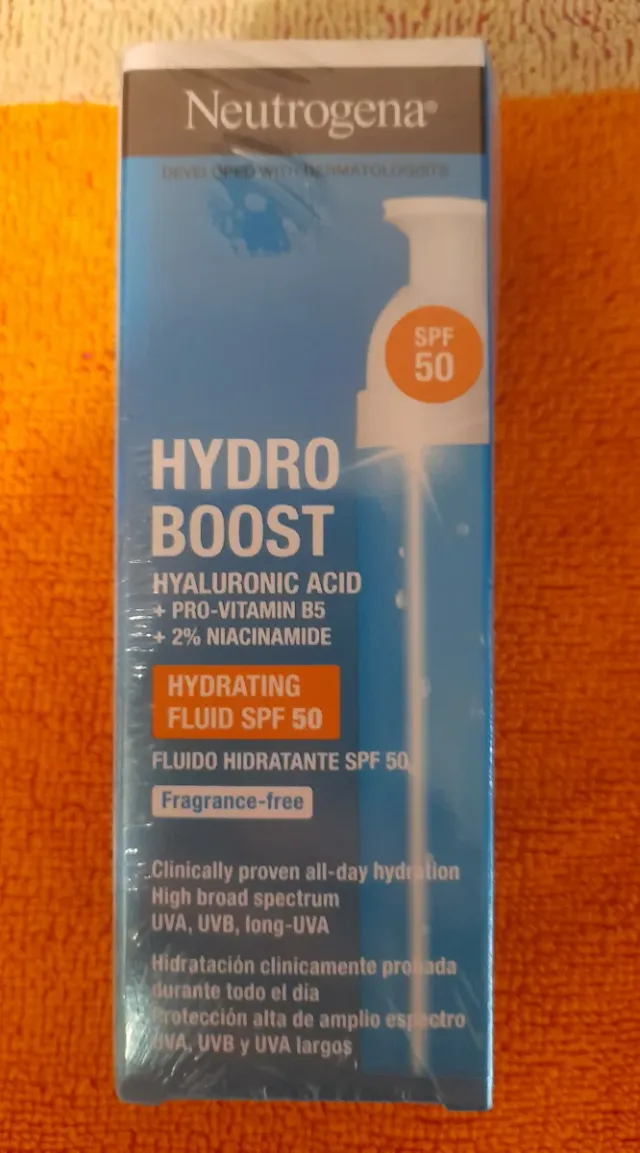 Neutrogena®
DEVELOPED WITH DERMATOLOGISTS
SPF
50
HYDRO
BOOST
HYALURONIC ACID
+ PRO-VITAMIN B5
+ 2% NIACINAMIDE
HYDRATING
FLUID SPF 50
FLUIDO HIDRATANTE SPF 50
Fragrance-free
Clinically proven all-day hydration
High broad spectrum
UVA, UVB, long-UVA
Hidratación clinicamente probada
durante todo el día
Protección alta de amplio espectro
UVA, UVB y UVA largos